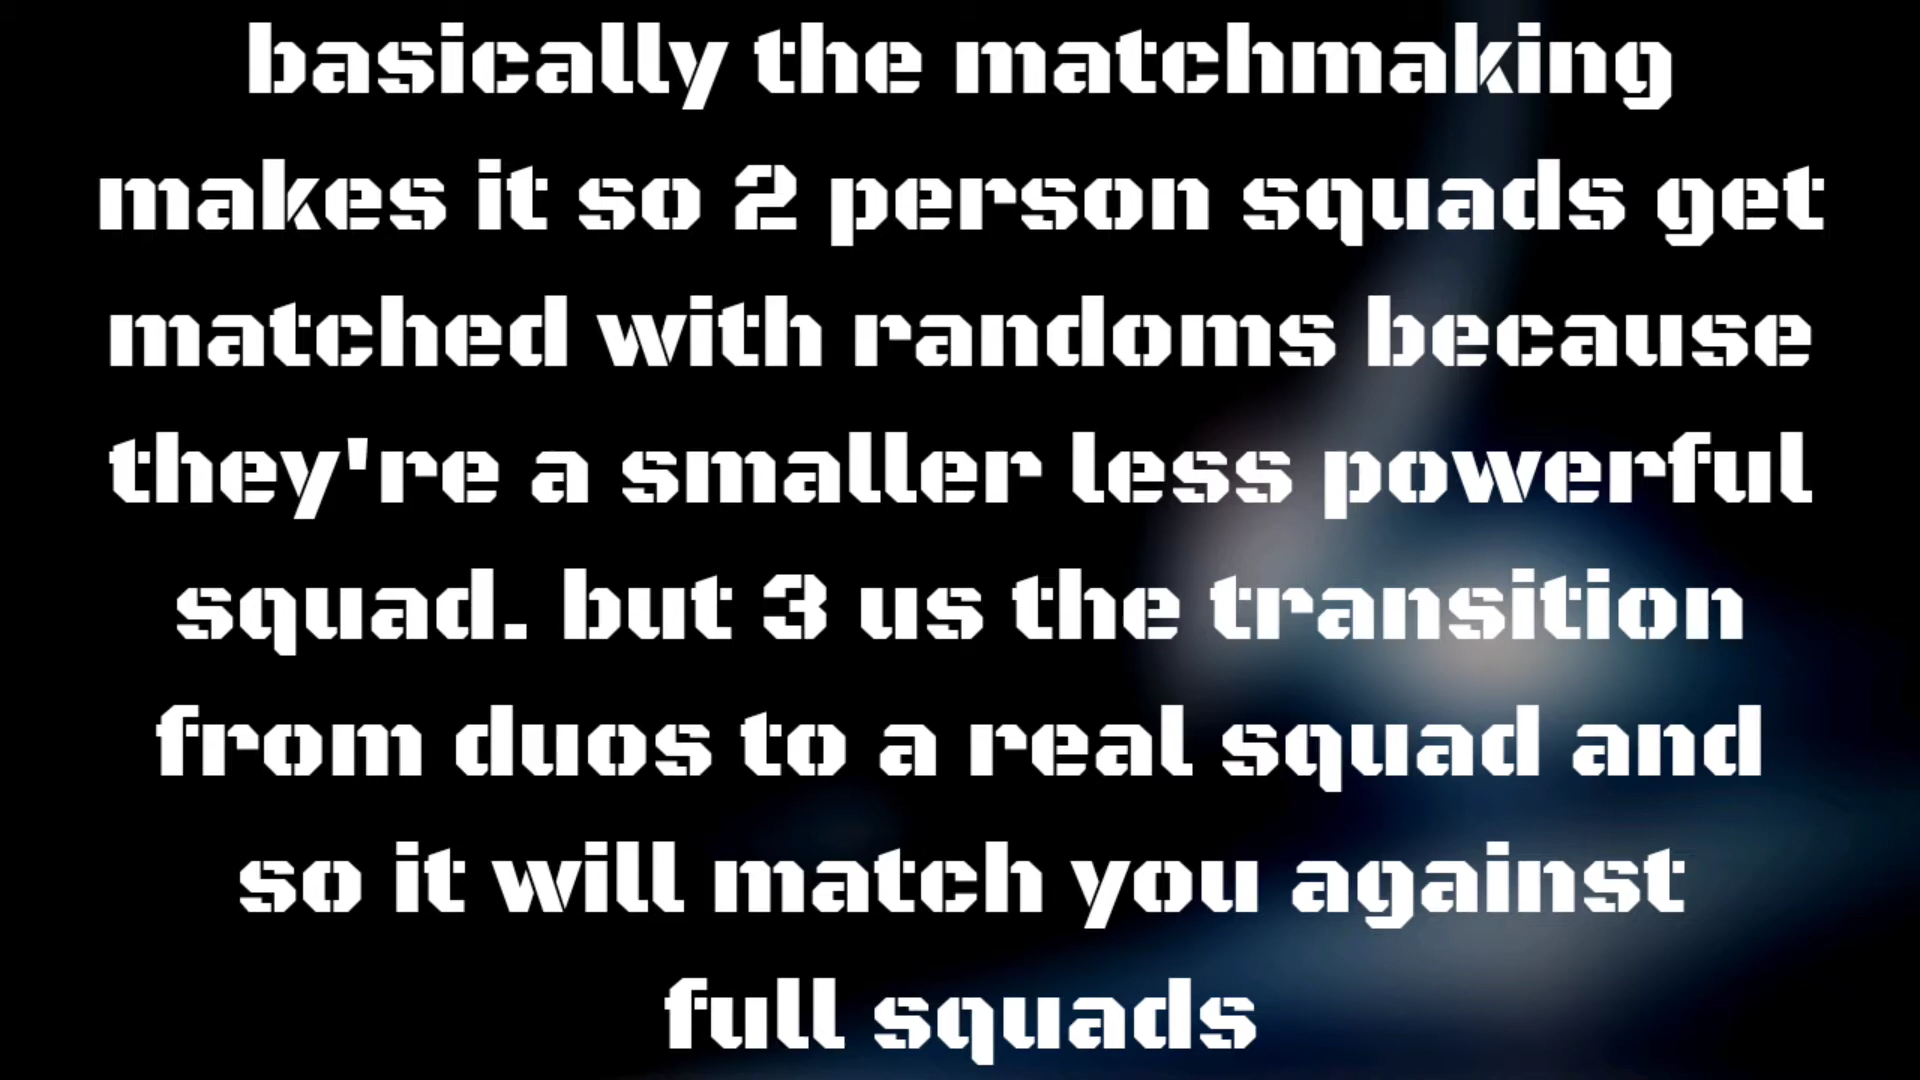 basically the matchmaking
makes it so 2 person squads get
matched with randoms because
they're a smaller less powerful
squad. but 3 us the transition
from duos to a real squad and
so it will match you against
full squads